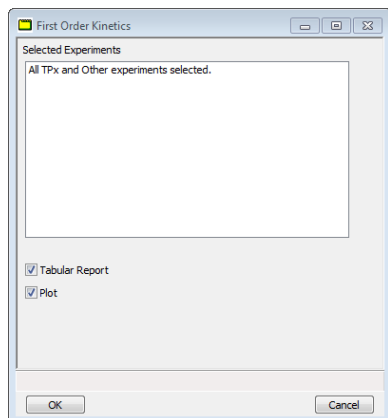 First Order Kinetics
Selected Experiments
All TPx and Other experiments selected.
Tabular Report
Plot
OK
Cancel